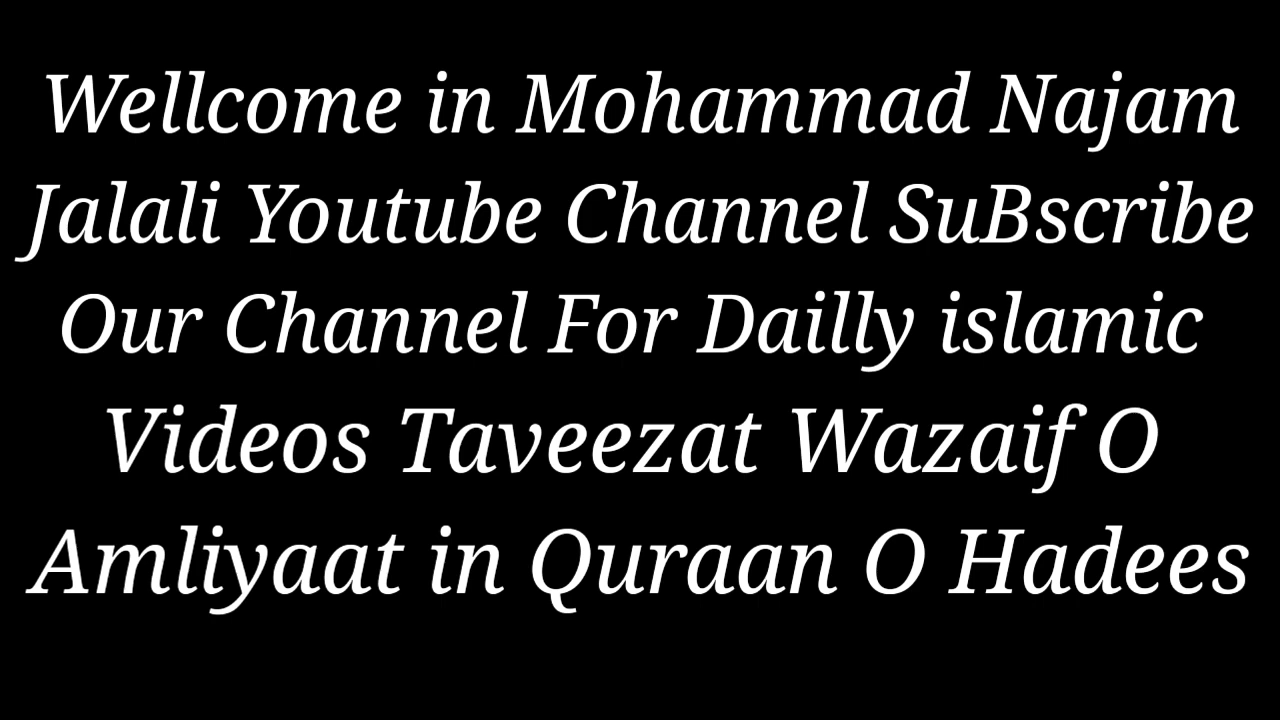 Wellcome in Mohammad Najam
Jalali Youtube Channel SuBscribe
Our Channel For Dailly islamic
Videos Taveezat Wazaif O
Amliyaat in Quraan O Hadees